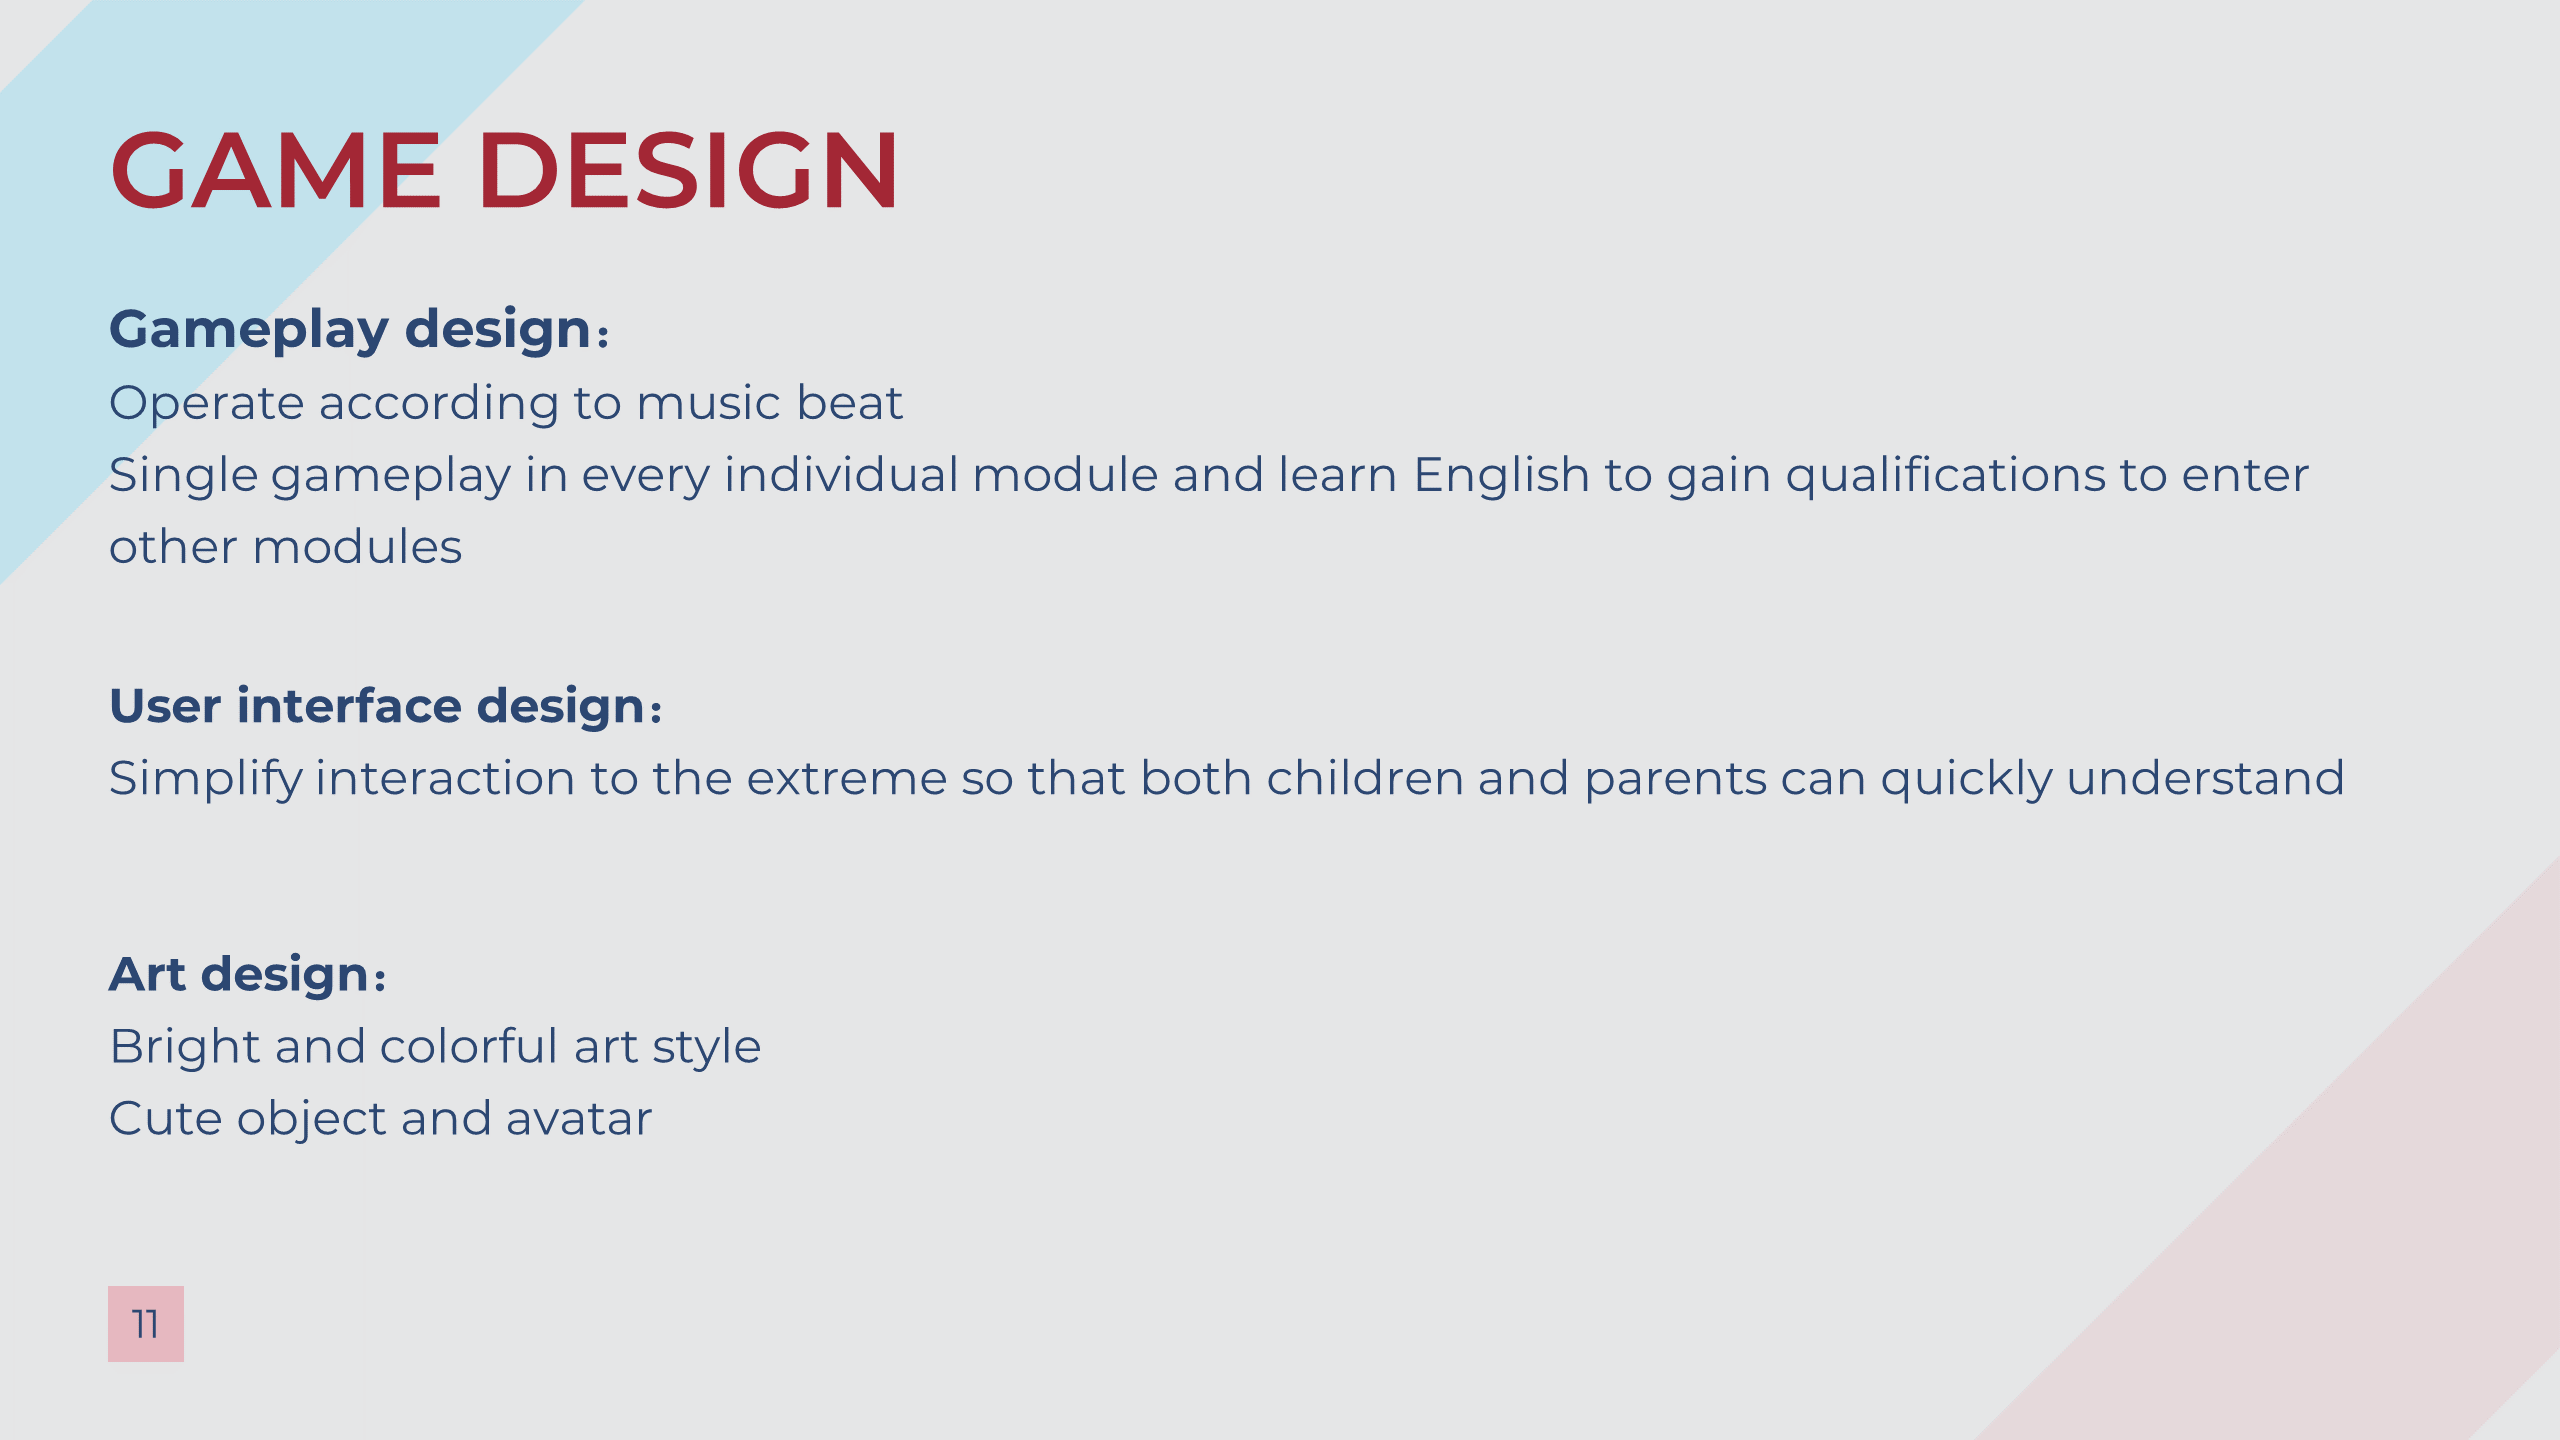 GAME DESIGN
Gameplay design：
Operate according to music beat
Single gameplay in every individual module and learn English to gain qualifications to enter
other modules
User interface design：
Simplify interaction to the extreme so that both children and parents can quickly understand
Art design：
Bright and colorful art style
Cute object and avatar
11